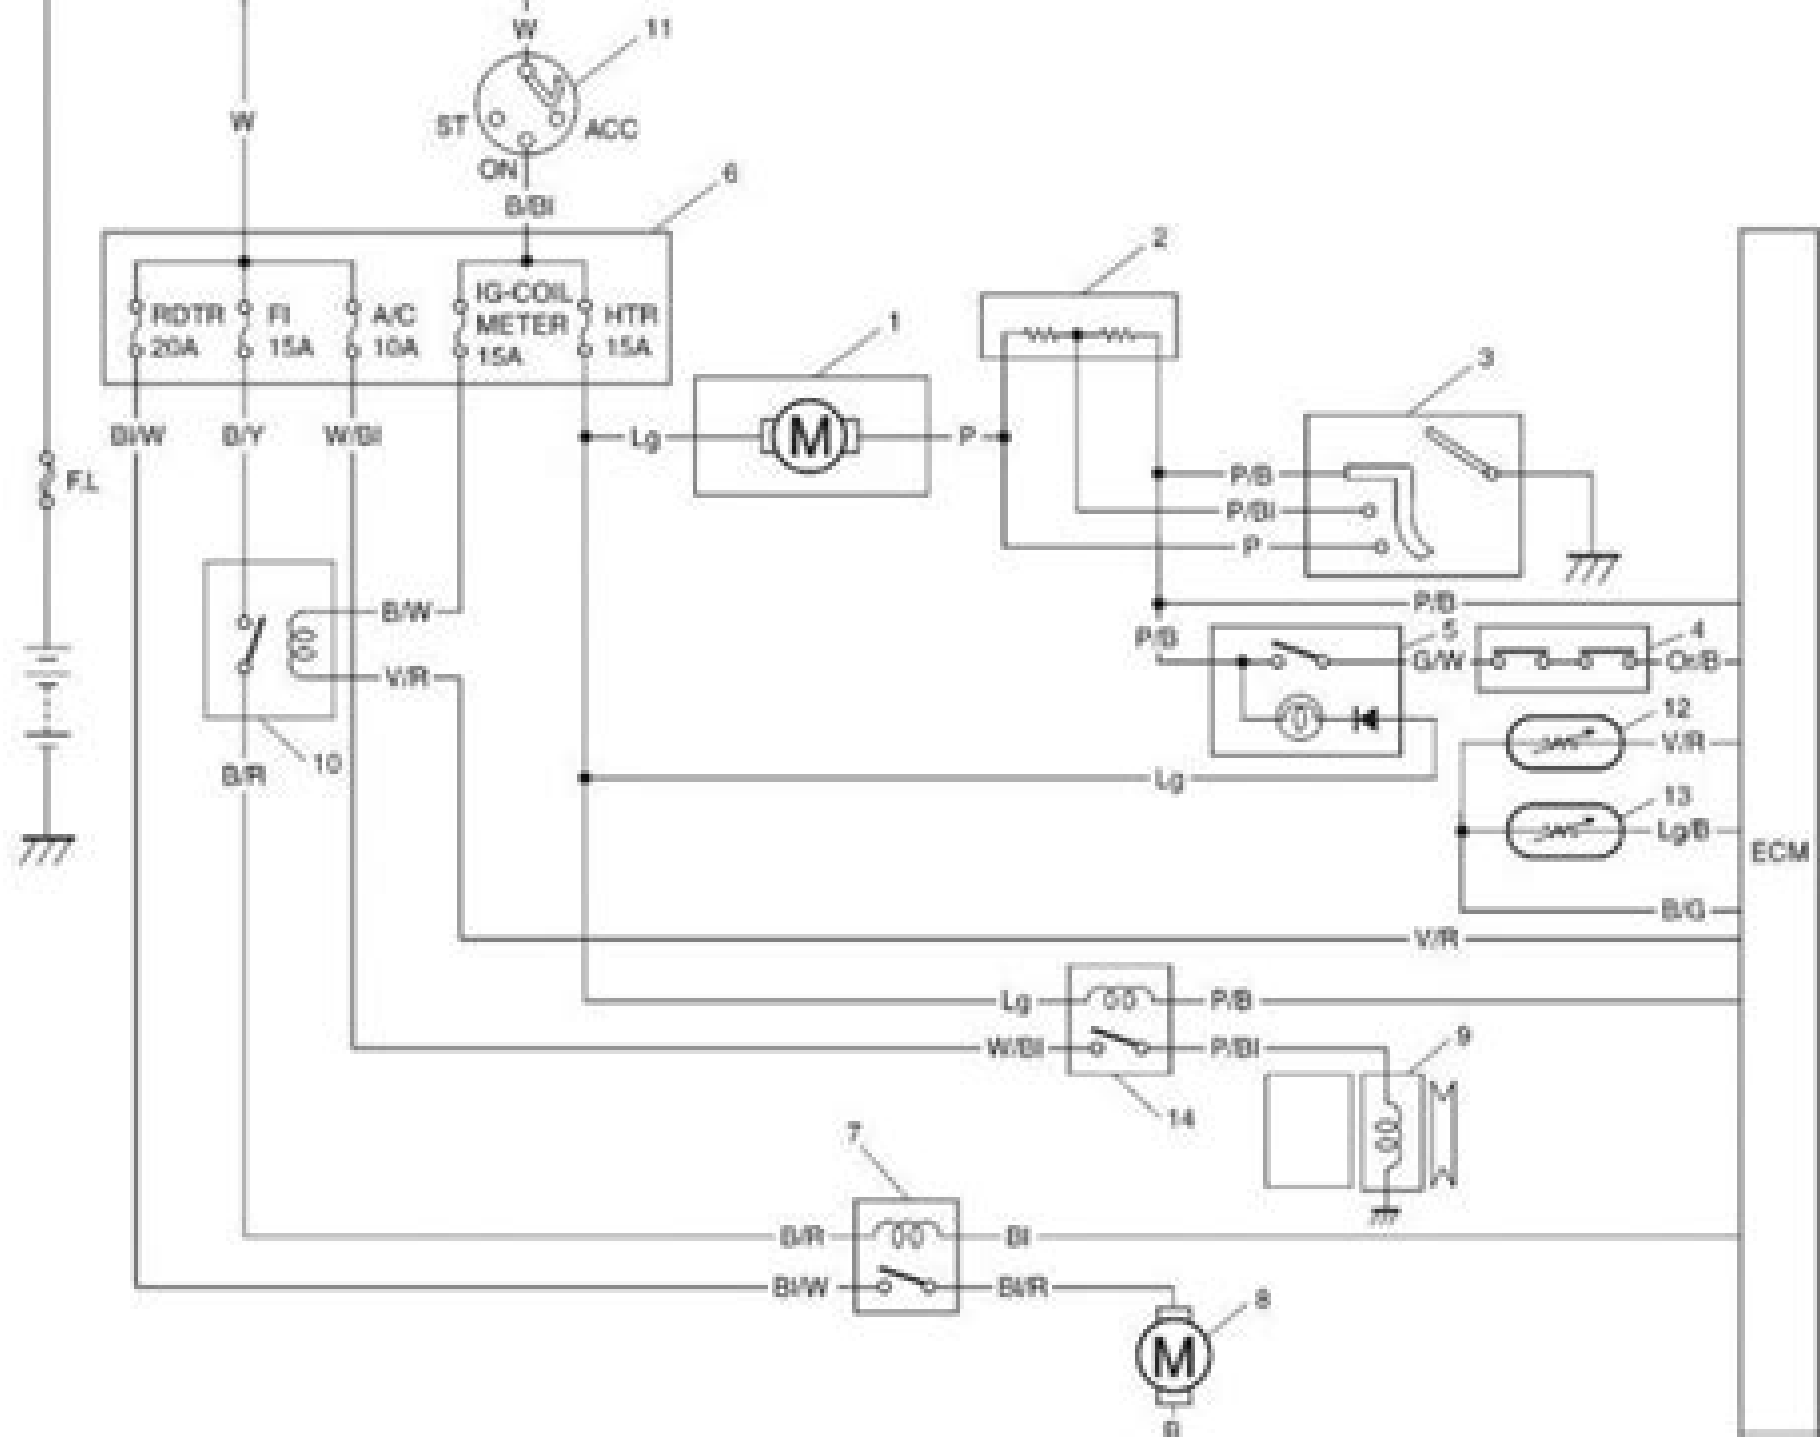 W
11
W
ST
ACC
ON
B/Bl
6
2
RDTR
20A
FI
15A
A/C
10A
IG-COIL
METER
15A
HTR
15A
1
3
Bl/W
B/Y
W/Bl
Lg
M
P
F.L
P/B
P/Bl
P
P/B
B/W
P/B
5
G/W
4
Or/B
V/R
12
V/R
10
B/R
Lg
13
Lg/B
ECM
B/G
V/R
Lg
P/B
W/Bl
P/Bl
9
14
7
B/R
Bl
Bl/W
Bl/R
8
M